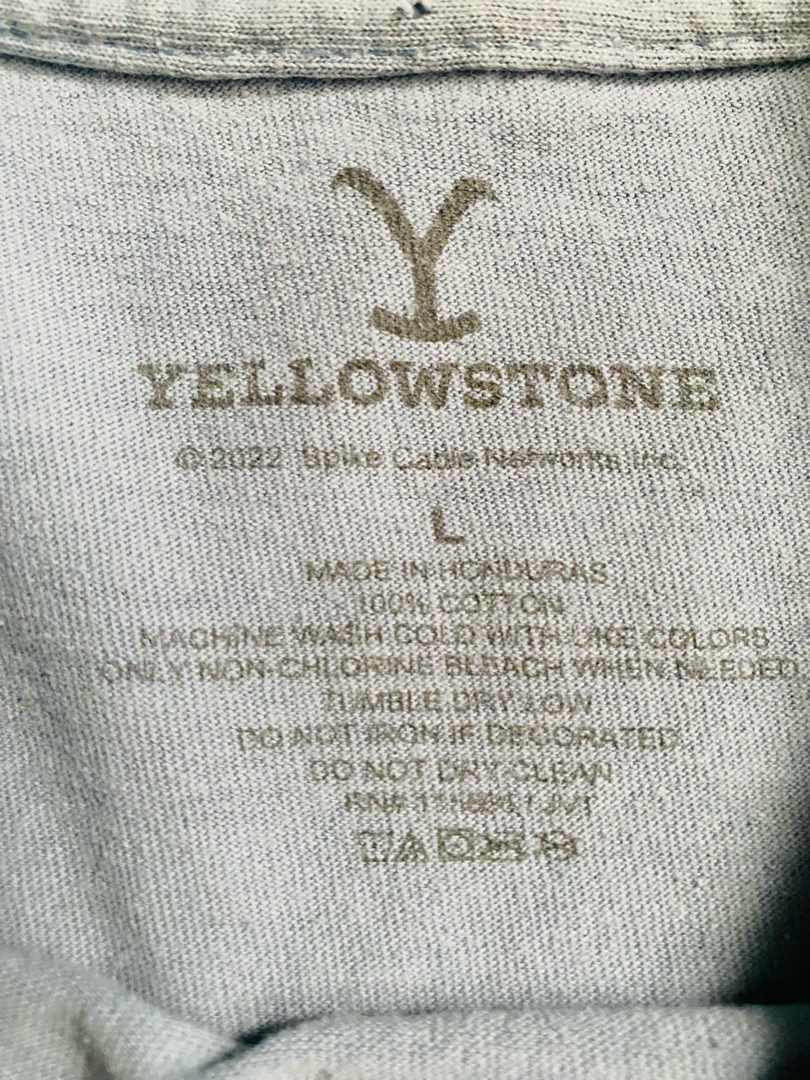 Y
YELLOWSTONE
© 2022 Spike Cable Networks Inc.
L
MADE IN HONDURAS
100% COTTON
MACHINE WASH COLD WITH LIKE COLORS
ONLY NON-CHLORINE BLEACH WHEN NEEDED
TUMBLE DRY LOW
DO NOT IRON IF DECORATED
DO NOT DRY CLEAN
RN#